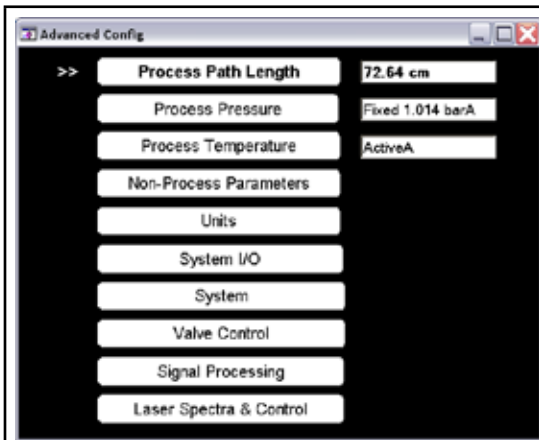 Advanced Config
>> Process Path Length 72.64 cm
Process Pressure Fixed 1.014 barA
Process Temperature ActiveA
Non-Process Parameters
Units
System I/O
System
Valve Control
Signal Processing
Laser Spectra & Control